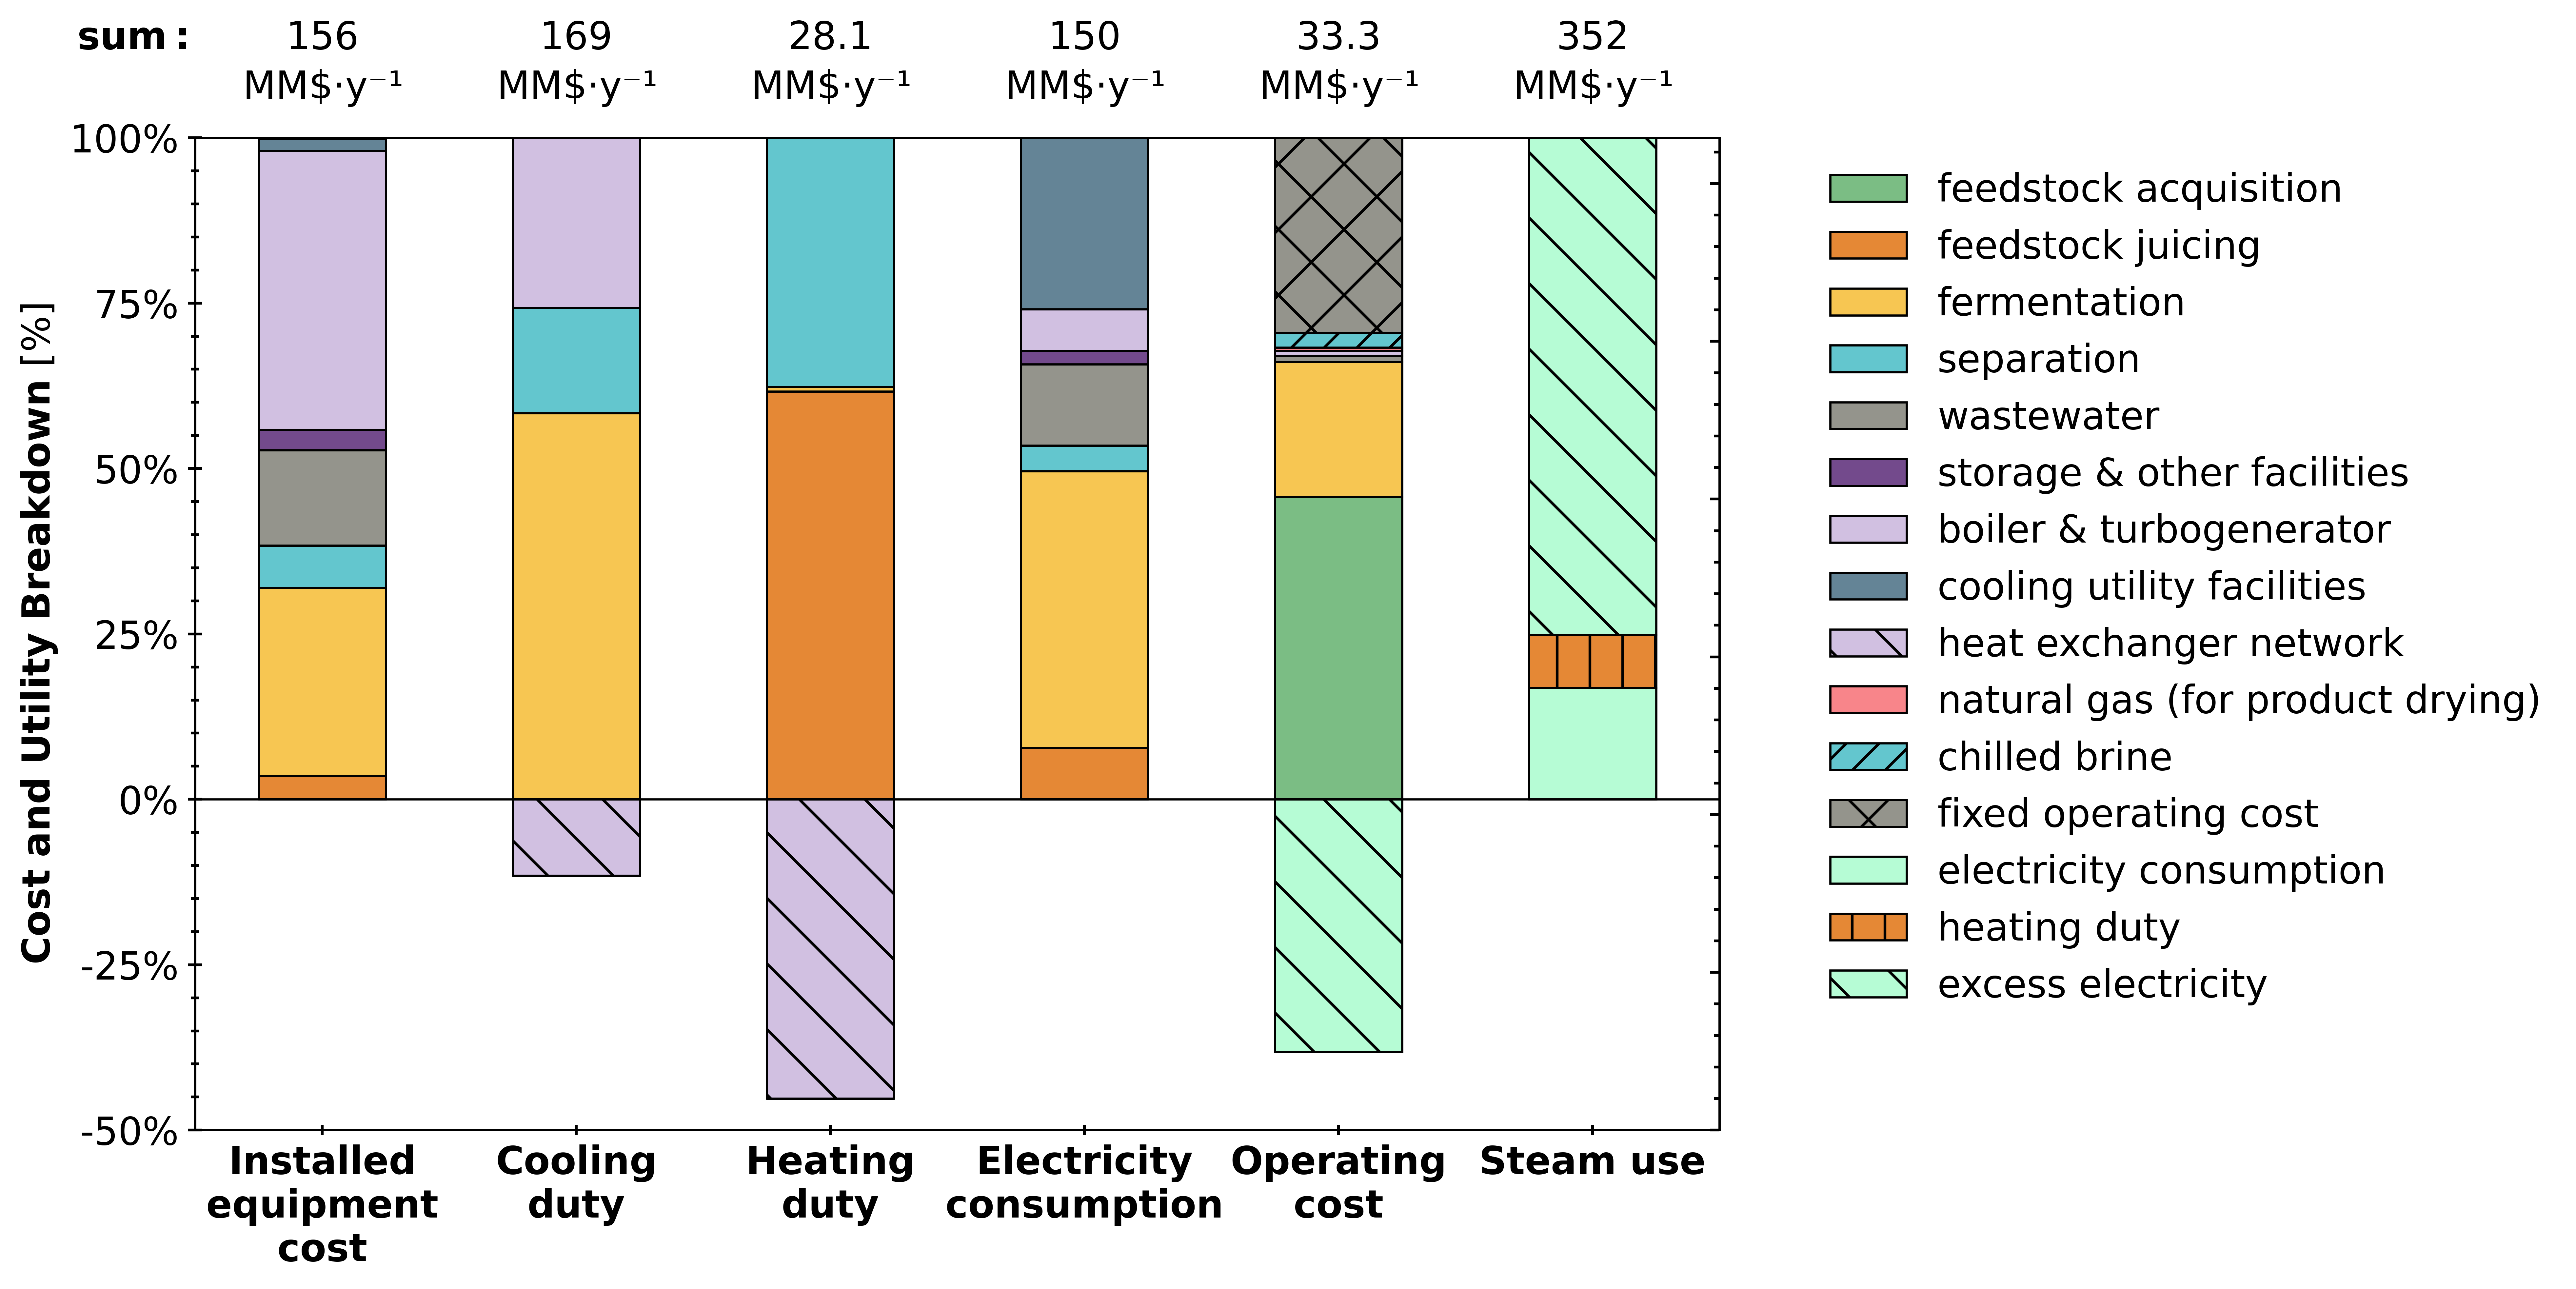 sum: 156 169 28.1 150 33.3 352
MM$·y⁻¹ MM$·y⁻¹ MM$·y⁻¹ MM$·y⁻¹ MM$·y⁻¹ MM$·y⁻¹
Cost and Utility Breakdown [%]
100%
75%
50%
25%
0%
-25%
-50%
Installed
equipment
cost
Cooling
duty
Heating
duty
Electricity
consumption
Operating
cost
Steam use
feedstock acquisition
feedstock juicing
fermentation
separation
wastewater
storage & other facilities
boiler & turbogenerator
cooling utility facilities
heat exchanger network
natural gas (for product drying)
chilled brine
fixed operating cost
electricity consumption
heating duty
excess electricity